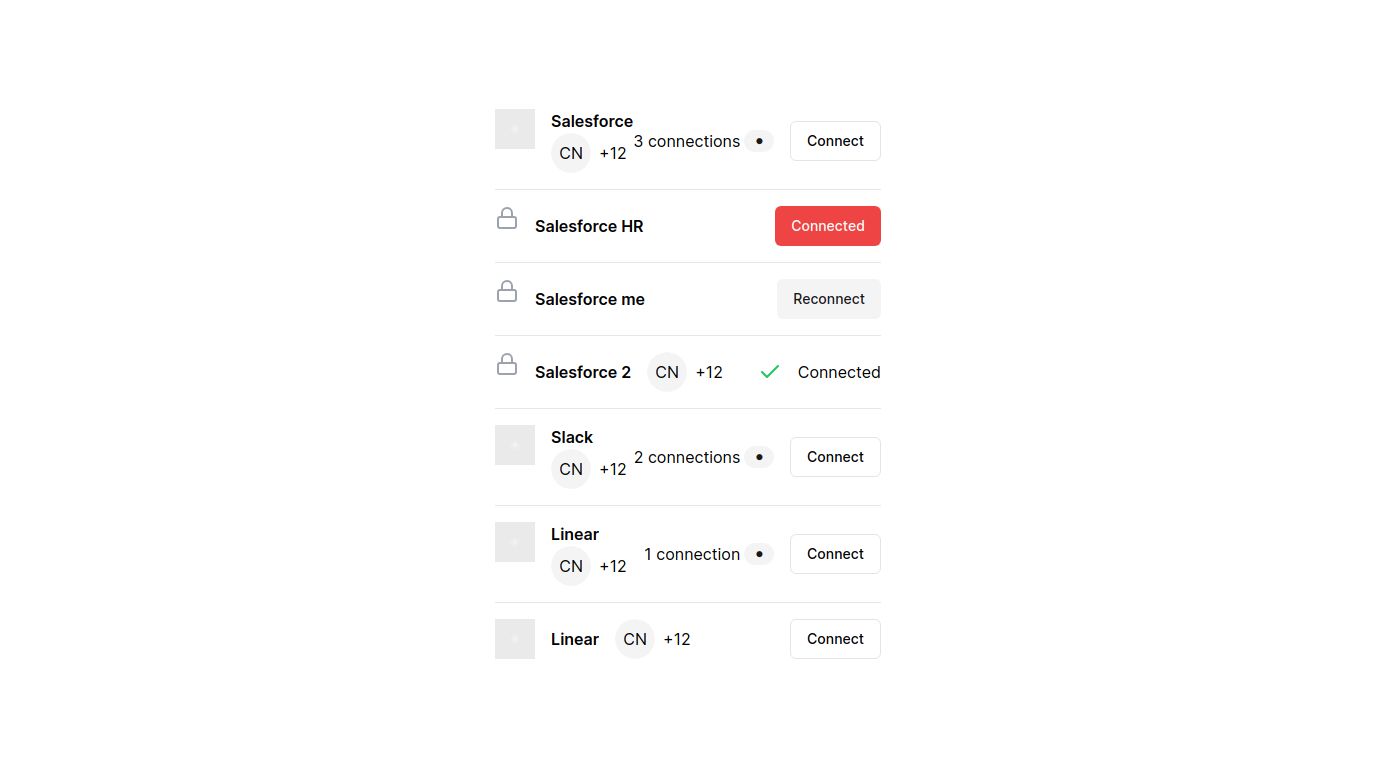 Salesforce
CN +12 3 connections • Connect
Salesforce HR Connected
Salesforce me Reconnect
Salesforce 2 CN +12 Connected
Slack
CN +12 2 connections • Connect
Linear
CN +12 1 connection • Connect
Linear CN +12 Connect